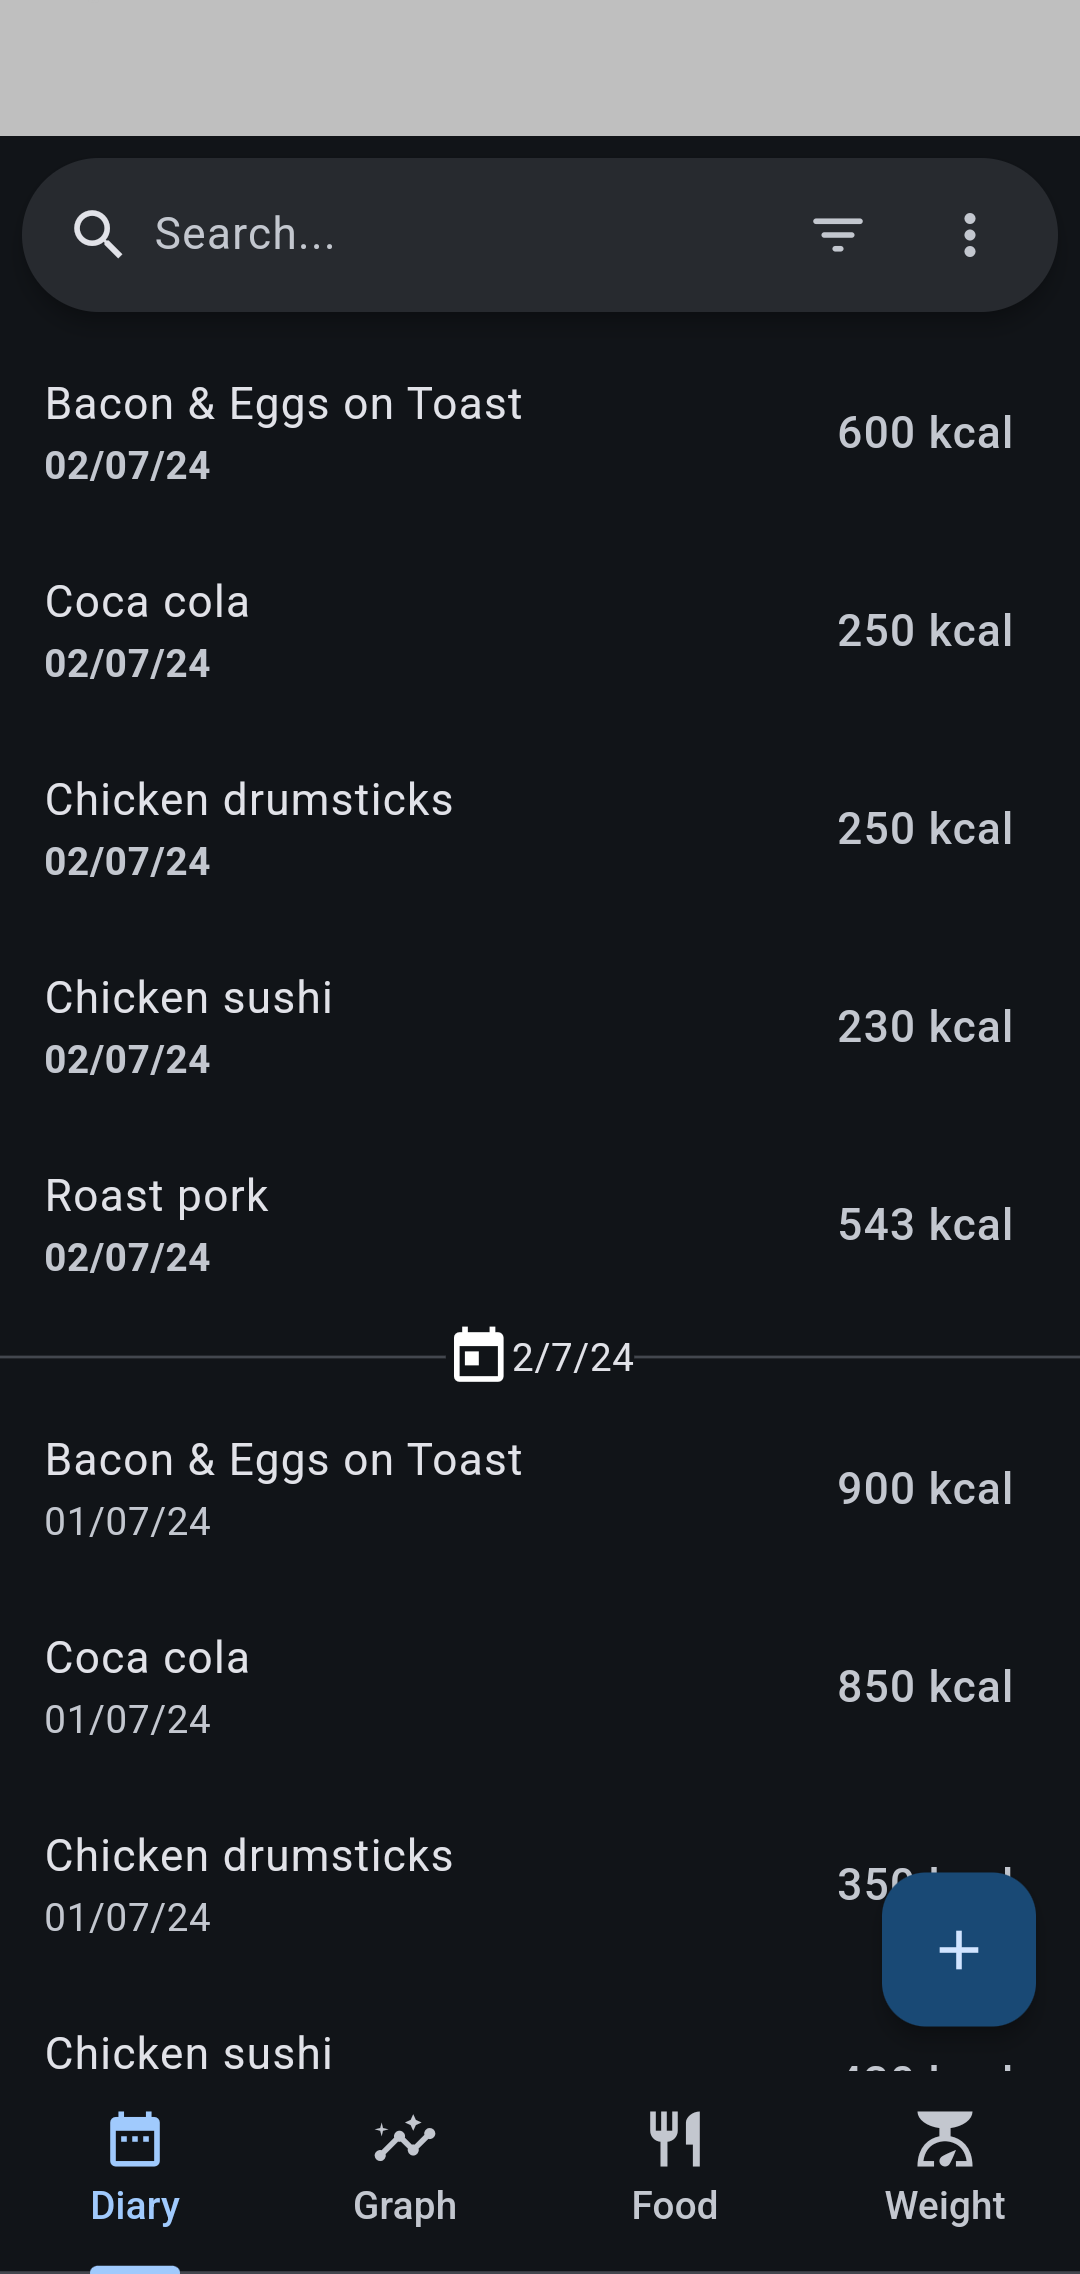 Search...
Bacon & Eggs on Toast
02/07/24
600 kcal
Coca cola
02/07/24
250 kcal
Chicken drumsticks
02/07/24
250 kcal
Chicken sushi
02/07/24
230 kcal
Roast pork
02/07/24
543 kcal
2/7/24
Bacon & Eggs on Toast
01/07/24
900 kcal
Coca cola
01/07/24
850 kcal
Chicken drumsticks
01/07/24
Chicken sushi
Diary
Graph
Food
Weight